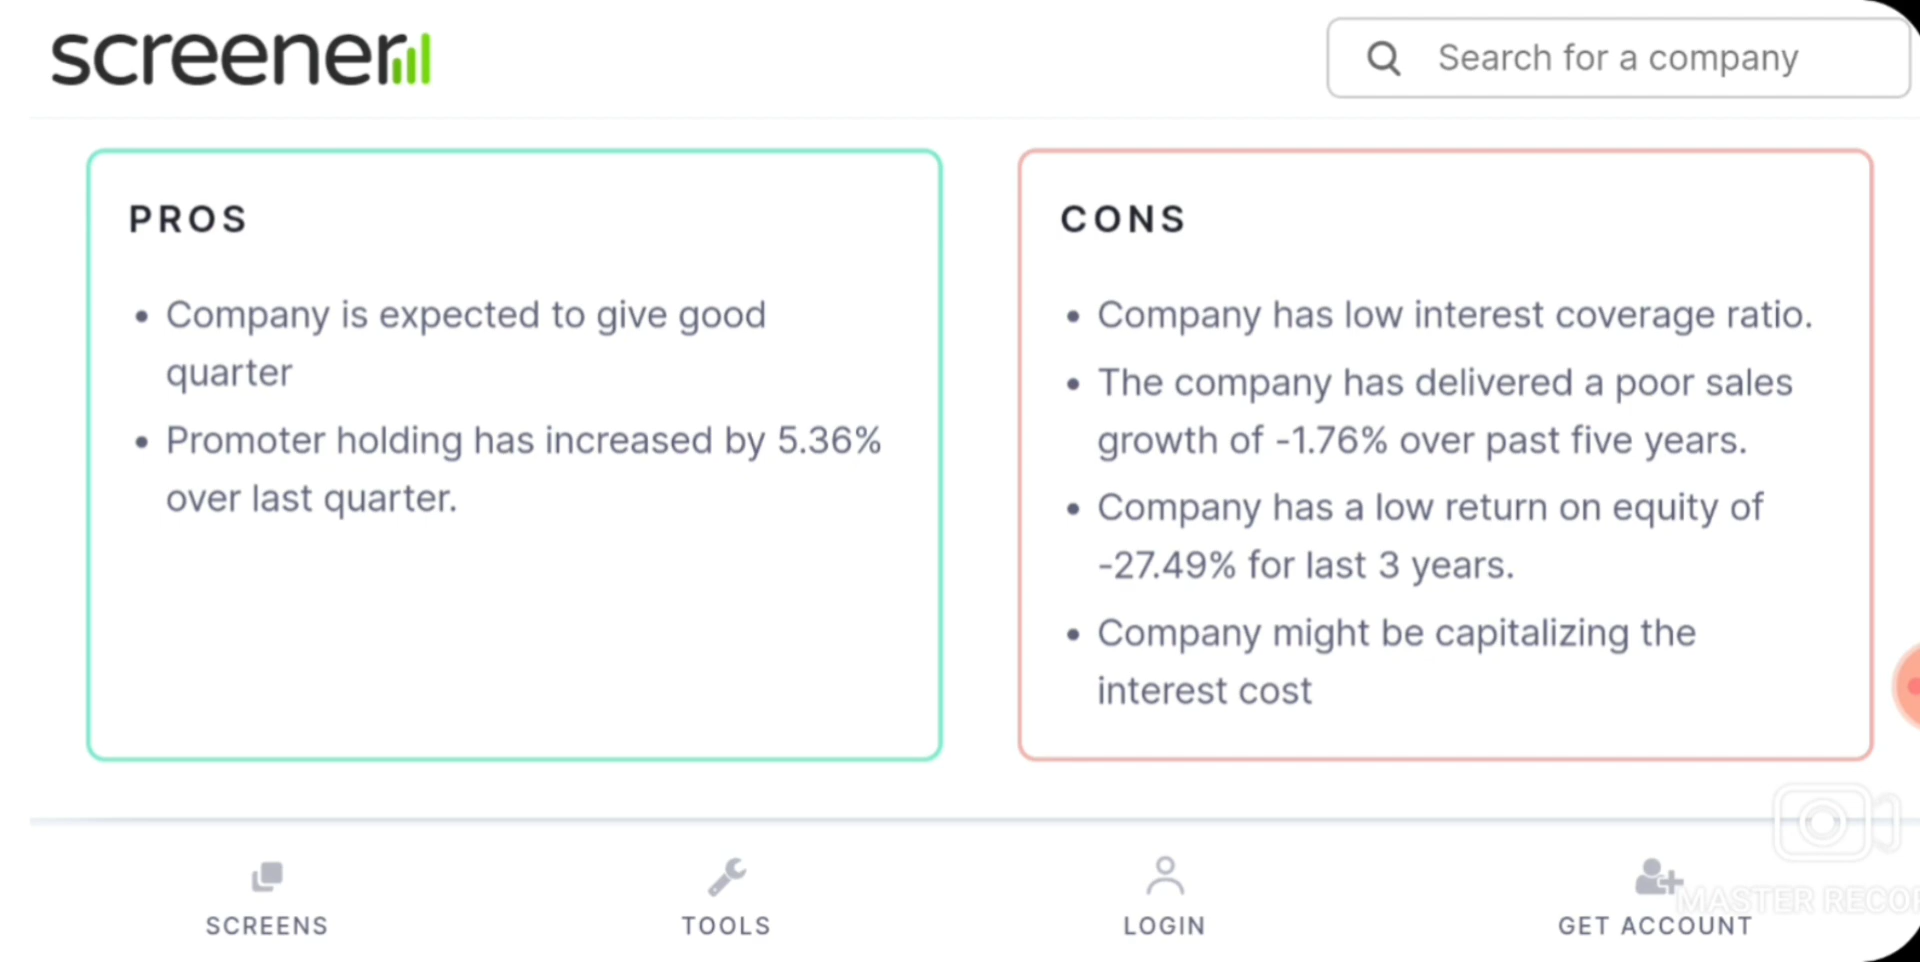 screener
Search for a company
PROS
• Company is expected to give good
quarter
• Promoter holding has increased by 5.36%
over last quarter.
CONS
• Company has low interest coverage ratio.
• The company has delivered a poor sales
growth of -1.76% over past five years.
• Company has a low return on equity of
-27.49% for last 3 years.
• Company might be capitalizing the
interest cost
SCREENS
TOOLS
LOGIN
GET ACCOUNT
MASTER RECOR